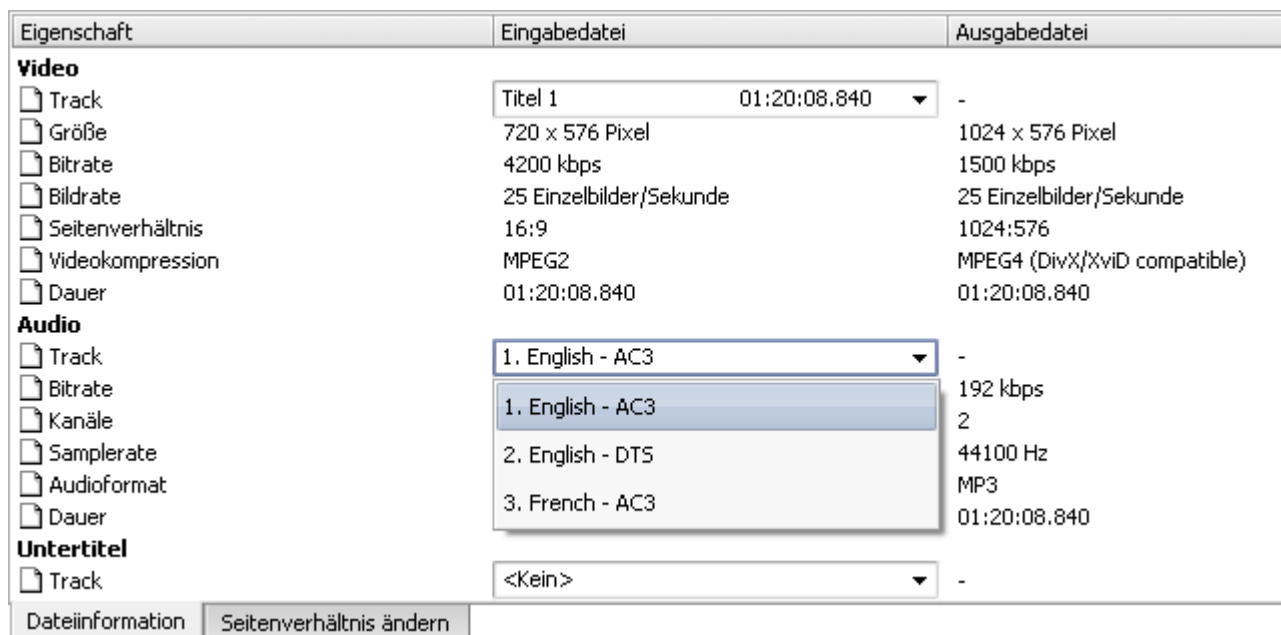 Eigenschaft Eingabedatei Ausgabedatei
Video
Track Titel 1 01:20:08.840 -
Größe 720 x 576 Pixel 1024 x 576 Pixel
Bitrate 4200 kbps 1500 kbps
Bildrate 25 Einzelbilder/Sekunde 25 Einzelbilder/Sekunde
Seitenverhältnis 16:9 1024:576
Videokompression MPEG2 MPEG4 (DivX/XviD compatible)
Dauer 01:20:08.840 01:20:08.840
Audio
Track 1. English - AC3 -
Bitrate 192 kbps
1. English - AC3
Kanäle 2
Samplerate 2. English - DTS 44100 Hz
Audioformat MP3
3. French - AC3
Dauer 01:20:08.840
Untertitel
Track <Kein> -
Dateiinformation Seitenverhältnis ändern